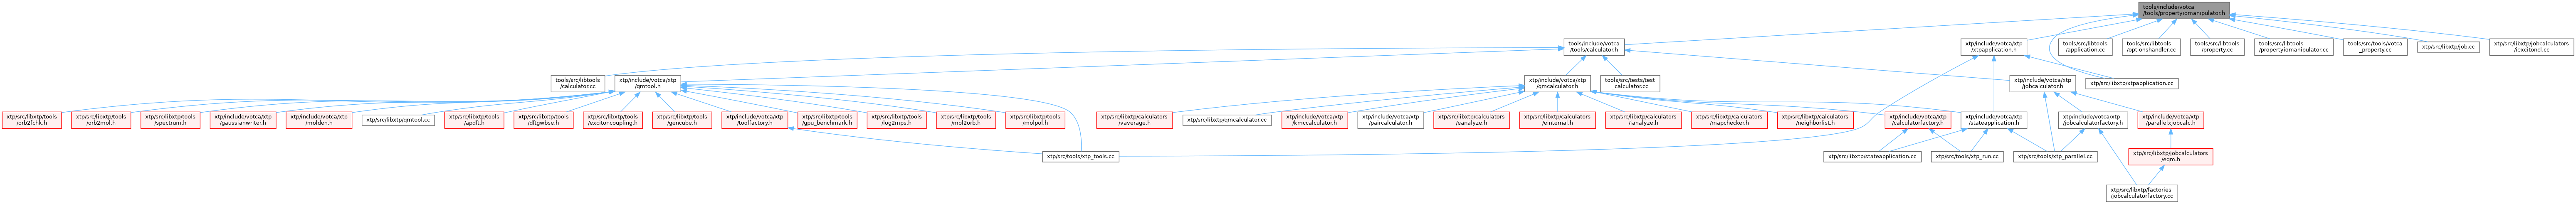 tools/include/votca
/tools/propertyiomanipulator.h
tools/include/votca
/tools/calculator.h
xtp/include/votca/xtp
/xtpapplication.h
tools/src/libtools
/application.cc
tools/src/libtools
/optionshandler.cc
tools/src/libtools
/property.cc
tools/src/libtools
/propertyiomanipulator.cc
tools/src/tools/votca
_property.cc
xtp/src/libxtp/job.cc
xtp/src/libxtp/jobcalculators
/iexcitoncl.cc
tools/src/libtools
/calculator.cc
xtp/include/votca/xtp
/qmtool.h
xtp/include/votca/xtp
/qmcalculator.h
tools/src/tests/test
_calculator.cc
xtp/include/votca/xtp
/jobcalculator.h
xtp/src/libxtp/xtpapplication.cc
xtp/src/libxtp/tools
/orb2fchk.h
xtp/src/libxtp/tools
/orb2mol.h
xtp/src/libxtp/tools
/spectrum.h
xtp/include/votca/xtp
/gaussianwriter.h
xtp/include/votca/xtp
/molden.h
xtp/src/libxtp/qmtool.cc
xtp/src/libxtp/tools
/apdft.h
xtp/src/libxtp/tools
/dftgwbse.h
xtp/src/libxtp/tools
/excitoncoupling.h
xtp/src/libxtp/tools
/gencube.h
xtp/include/votca/xtp
/toolfactory.h
xtp/src/libxtp/tools
/gpu_benchmark.h
xtp/src/libxtp/tools
/log2mps.h
xtp/src/libxtp/tools
/mol2orb.h
xtp/src/libxtp/tools
/molpol.h
xtp/src/libxtp/calculators
/vaverage.h
xtp/src/libxtp/qmcalculator.cc
xtp/include/votca/xtp
/kmccalculator.h
xtp/include/votca/xtp
/paircalculator.h
xtp/src/libxtp/calculators
/eanalyze.h
xtp/src/libxtp/calculators
/einternal.h
xtp/src/libxtp/calculators
/ianalyze.h
xtp/src/libxtp/calculators
/mapchecker.h
xtp/src/libxtp/calculators
/neighborlist.h
xtp/include/votca/xtp
/calculatorfactory.h
xtp/include/votca/xtp
/stateapplication.h
xtp/include/votca/xtp
/jobcalculatorfactory.h
xtp/include/votca/xtp
/parallelxjobcalc.h
xtp/src/tools/xtp_tools.cc
xtp/src/libxtp/stateapplication.cc
xtp/src/tools/xtp_run.cc
xtp/src/tools/xtp_parallel.cc
xtp/src/libxtp/jobcalculators
/eqm.h
xtp/src/libxtp/factories
/jobcalculatorfactory.cc